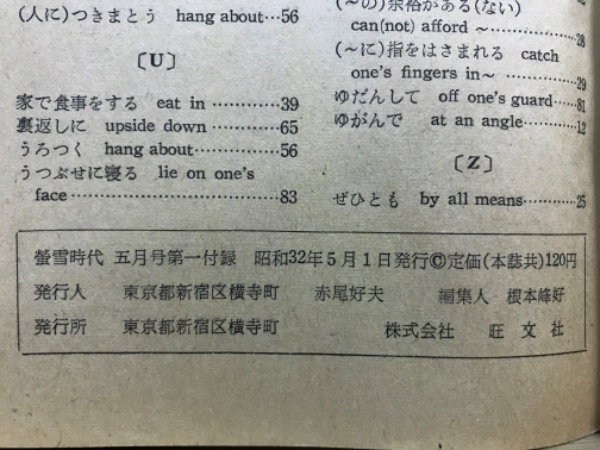 (人に)つきまとう hang about…56
〔U〕
家で食事をする eat in …………39
裏返しに upside down …………65
うろつく hang about……………56
うつぶせに寝る lie on one's
face…………………………………83
(〜の)余裕がある(ない)
can(not) afford 〜……………28
(〜に)指をはさまれる catch
one's fingers in〜 ……………29
ゆだんして off one's guard……81
ゆがんで at an angle…………12
〔Z〕
ぜひとも by all means…………25
螢雪時代 五月号第一付録 昭和32年5月1日発行©定価(本誌共)120円
発行人 東京都新宿区横寺町 赤尾好夫 編集人 根本峰好
発行所 東京都新宿区横寺町 株式会社 旺文社